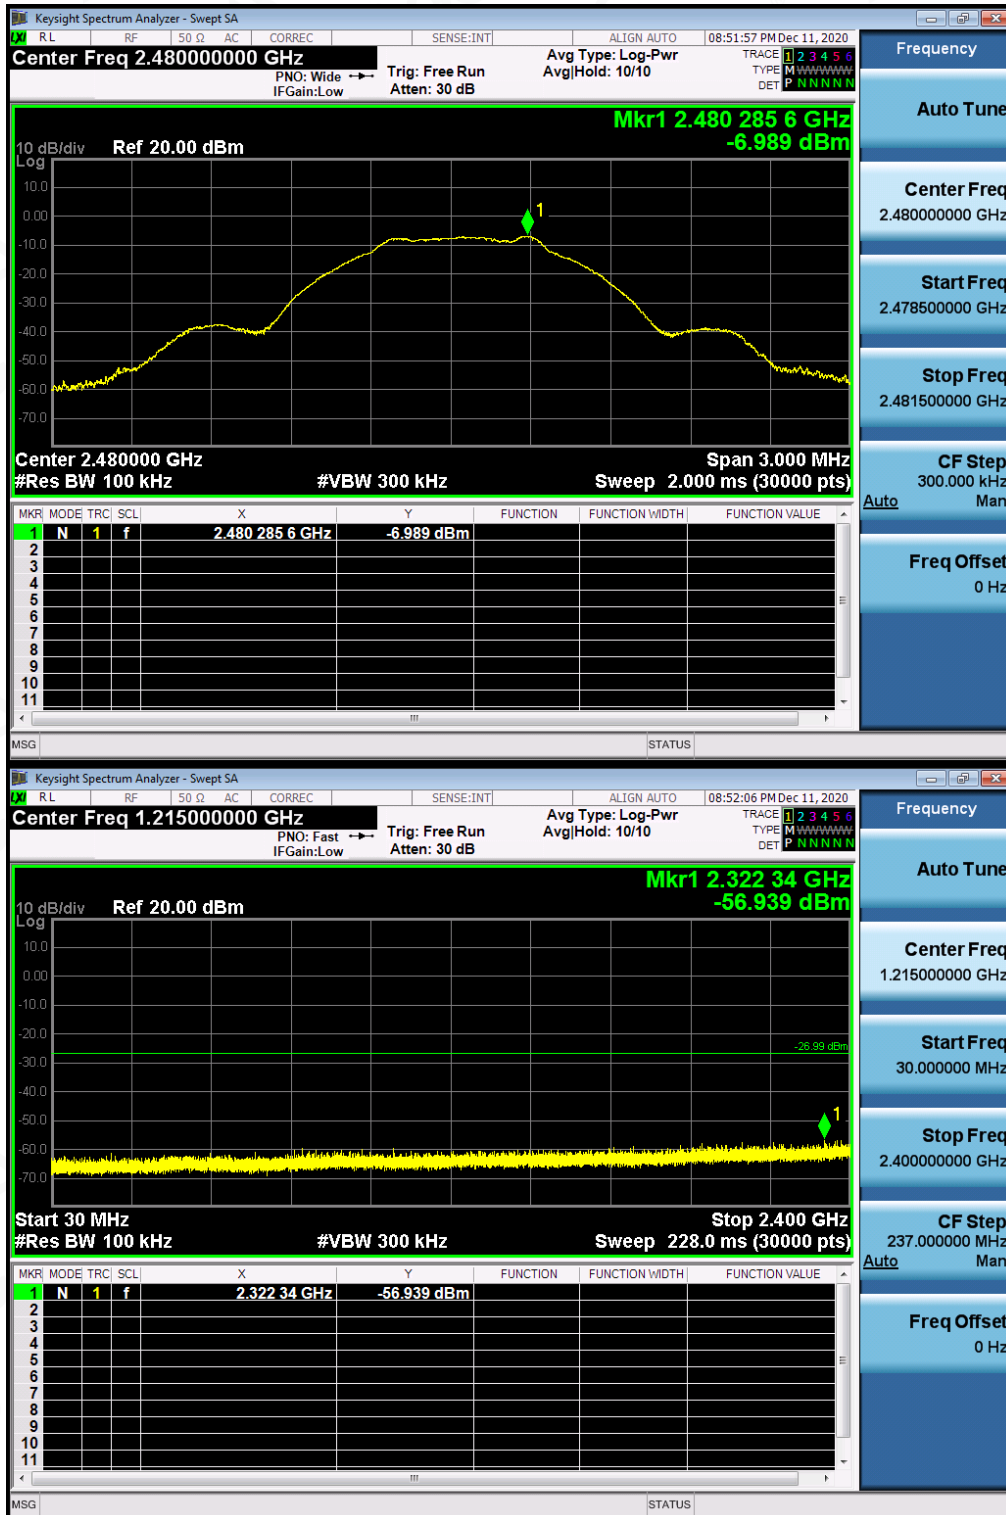 Keysight Spectrum Analyzer - Swept SA
LXI RL RF 50 Ω AC CORREC SENSE:INT ALIGN AUTO 08:51:57 PM Dec 11, 2020
Center Freq 2.480000000 GHz
PNO: Wide
IFGain:Low
Trig: Free Run
Atten: 30 dB
Avg Type: Log-Pwr
Avg|Hold: 10/10
TRACE 1 2 3 4 5 6
TYPE M WWWWW
DET P N N N N N
Mkr1 2.480 285 6 GHz
-6.989 dBm
10 dB/div Ref 20.00 dBm
Log
10.0
0.00
-10.0
-20.0
-30.0
-40.0
-50.0
-60.0
-70.0
1
Center 2.480000 GHz Span 3.000 MHz
#Res BW 100 kHz #VBW 300 kHz Sweep 2.000 ms (30000 pts)
MKR MODE TRC SCL X Y FUNCTION FUNCTION WIDTH FUNCTION VALUE
1 N 1 f 2.480 285 6 GHz -6.989 dBm
2
3
4
5
6
7
8
9
10
11
MSG STATUS
Frequency
Auto Tune
Center Freq
2.480000000 GHz
Start Freq
2.478500000 GHz
Stop Freq
2.481500000 GHz
CF Step
300.000 kHz
Auto Man
Freq Offset
0 Hz
Keysight Spectrum Analyzer - Swept SA
LXI RL RF 50 Ω AC CORREC SENSE:INT ALIGN AUTO 08:52:06 PM Dec 11, 2020
Center Freq 1.215000000 GHz
PNO: Fast
IFGain:Low
Trig: Free Run
Atten: 30 dB
Avg Type: Log-Pwr
Avg|Hold: 10/10
TRACE 1 2 3 4 5 6
TYPE M WWWWW
DET P N N N N N
Mkr1 2.322 34 GHz
-56.939 dBm
10 dB/div Ref 20.00 dBm
Log
10.0
0.00
-10.0
-20.0
-30.0
-40.0
-50.0
-60.0
-70.0
-26.99 dBm
1
Start 30 MHz Stop 2.400 GHz
#Res BW 100 kHz #VBW 300 kHz Sweep 228.0 ms (30000 pts)
MKR MODE TRC SCL X Y FUNCTION FUNCTION WIDTH FUNCTION VALUE
1 N 1 f 2.322 34 GHz -56.939 dBm
2
3
4
5
6
7
8
9
10
11
MSG STATUS
Frequency
Auto Tune
Center Freq
1.215000000 GHz
Start Freq
30.000000 MHz
Stop Freq
2.400000000 GHz
CF Step
237.000000 MHz
Auto Man
Freq Offset
0 Hz